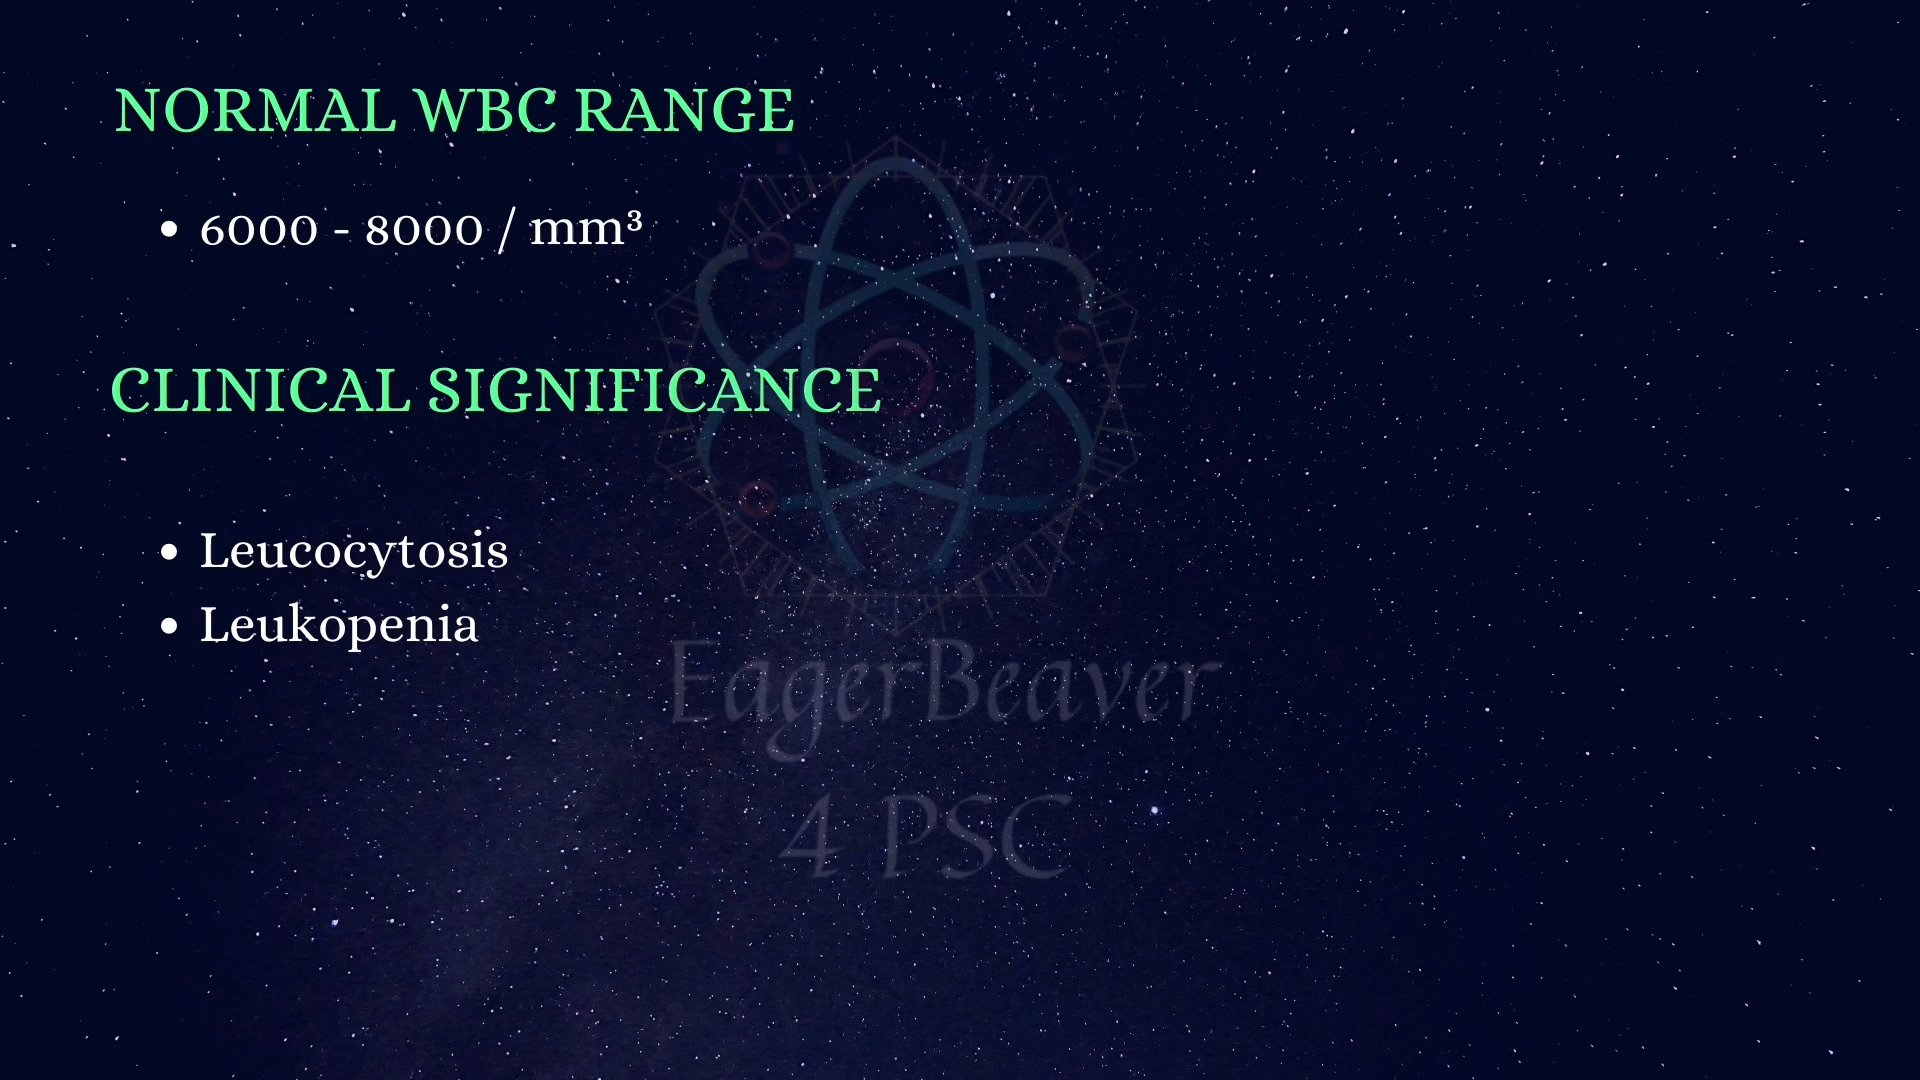 NORMAL WBC RANGE
• 6000 - 8000 / mm³
CLINICAL SIGNIFICANCE
• Leucocytosis
• Leukopenia
EagerBeaver
4 PSC